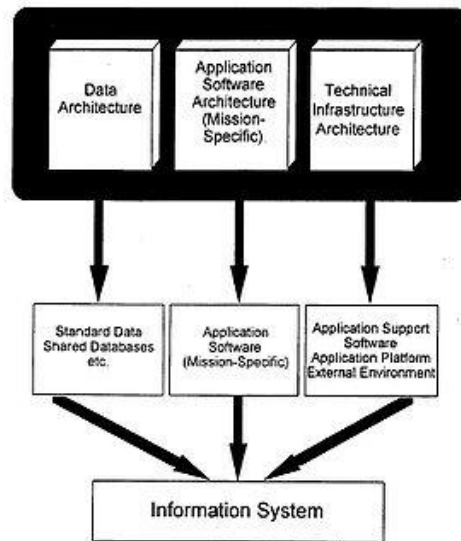 Data
Architecture
Application
Software
Architecture
(Mission-
Specific)
Technical
Infrastructure
Architecture
Standard Data
Shared Databases
etc.
Application
Software
(Mission-Specific)
Application Support
Software
Application Platform
External Environment
Information System